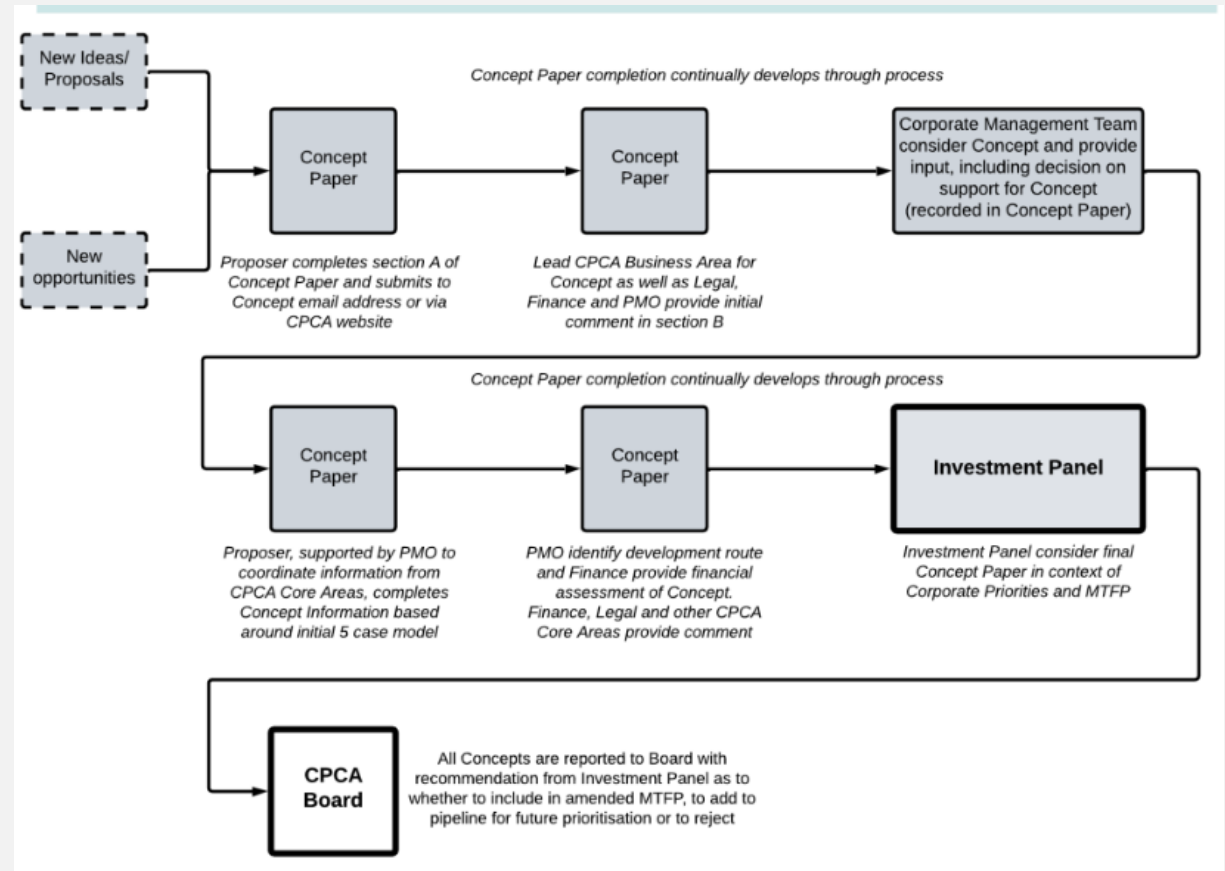 New Ideas/
Proposals
Concept Paper completion continually develops through process
Concept
Paper
Concept
Paper
Corporate Management Team
consider Concept and provide
input, including decision on
support for Concept
(recorded in Concept Paper)
New
opportunities
Proposer completes section A of
Concept Paper and submits to
Concept email address or via
CPCA website
Lead CPCA Business Area for
Concept as well as Legal,
Finance and PMO provide initial
comment in section B
Concept Paper completion continually develops through process
Concept
Paper
Concept
Paper
Investment Panel
Proposer, supported by PMO to
coordinate information from
CPCA Core Areas, completes
Concept Information based
around initial 5 case model
PMO identify development route
and Finance provide financial
assessment of Concept.
Finance, Legal and other CPCA
Core Areas provide comment
Investment Panel consider final
Concept Paper in context of
Corporate Priorities and MTFP
CPCA
Board
All Concepts are reported to Board with
recommendation from Investment Panel as to
whether to include in amended MTFP, to add to
pipeline for future prioritisation or to reject